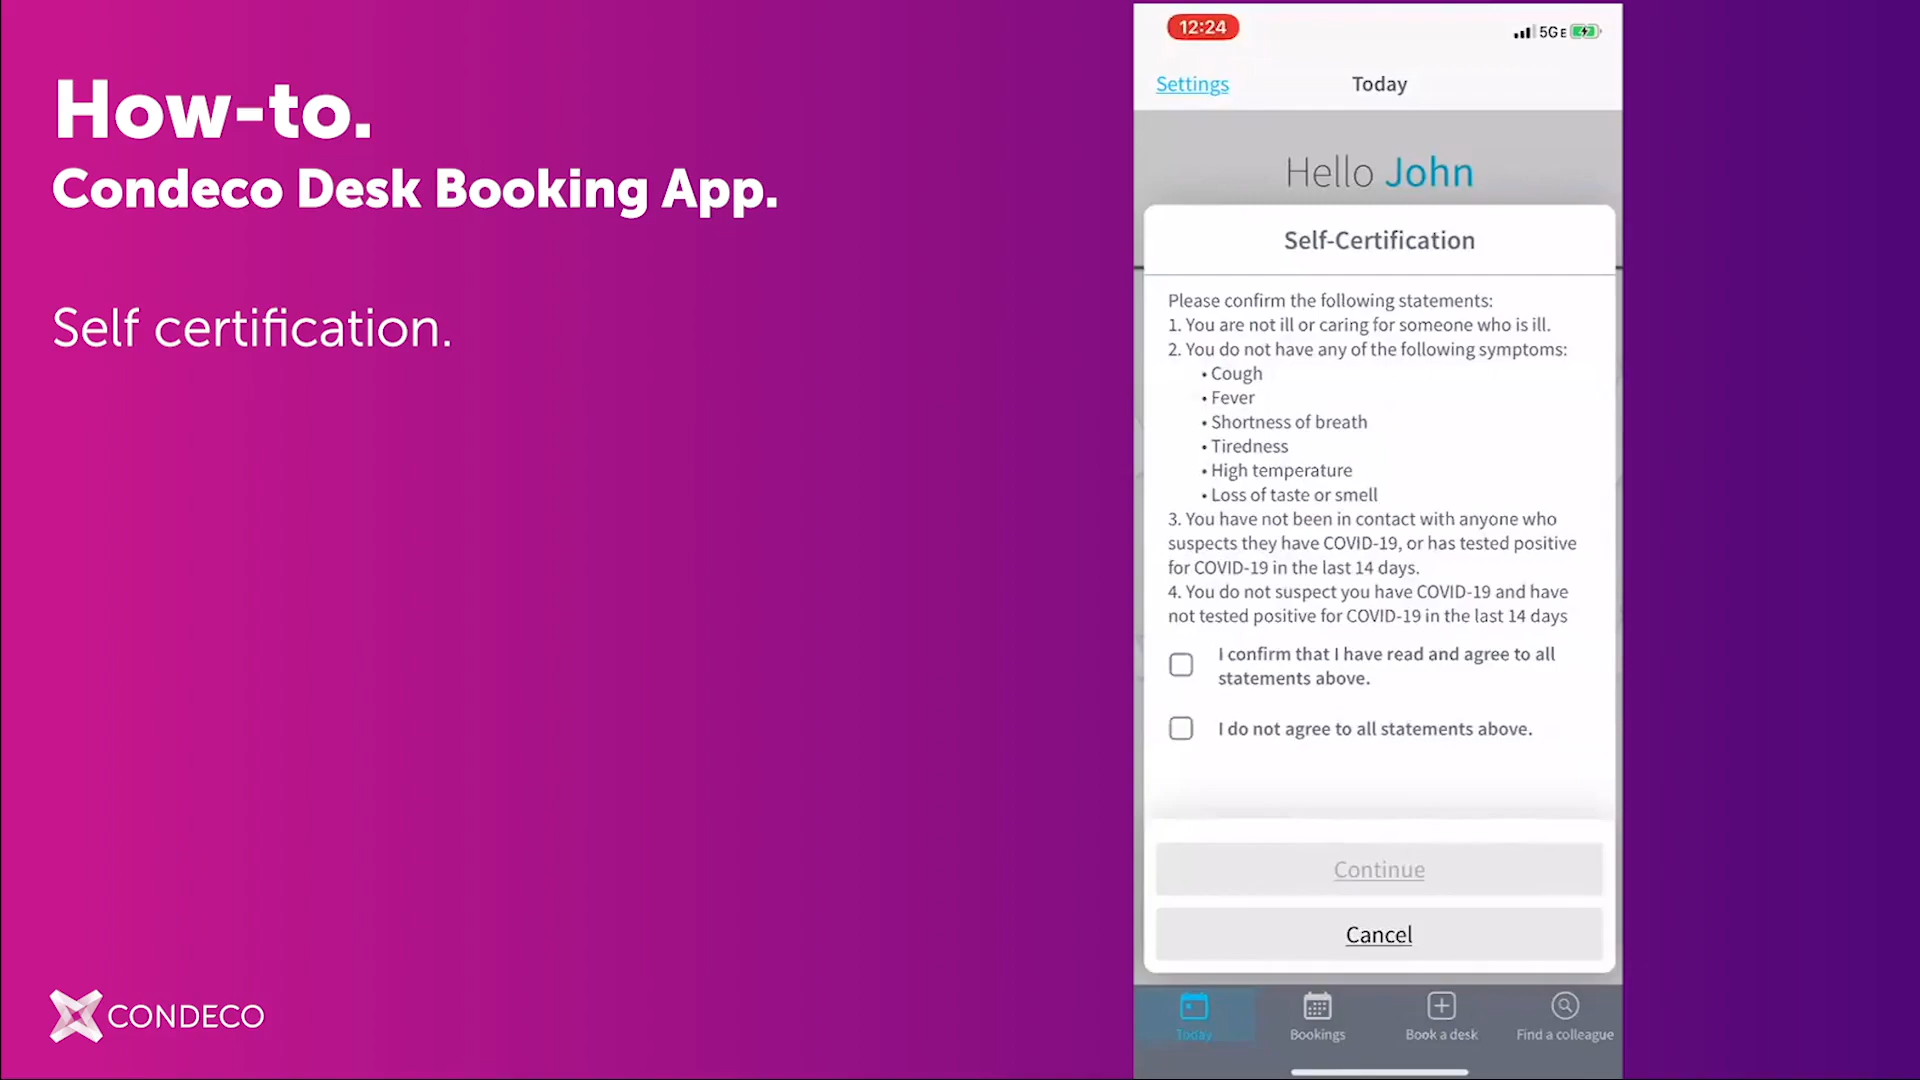 How-to.
Condeco Desk Booking App.
Self certification.
CONDECO
12:24
5GE
Settings
Today
Hello John
Self-Certification
Please confirm the following statements:
1. You are not ill or caring for someone who is ill.
2. You do not have any of the following symptoms:
• Cough
• Fever
• Shortness of breath
• Tiredness
• High temperature
• Loss of taste or smell
3. You have not been in contact with anyone who
suspects they have COVID-19, or has tested positive
for COVID-19 in the last 14 days.
4. You do not suspect you have COVID-19 and have
not tested positive for COVID-19 in the last 14 days
I confirm that I have read and agree to all
statements above.
I do not agree to all statements above.
Continue
Cancel
Today
Bookings
Book a desk
Find a colleague